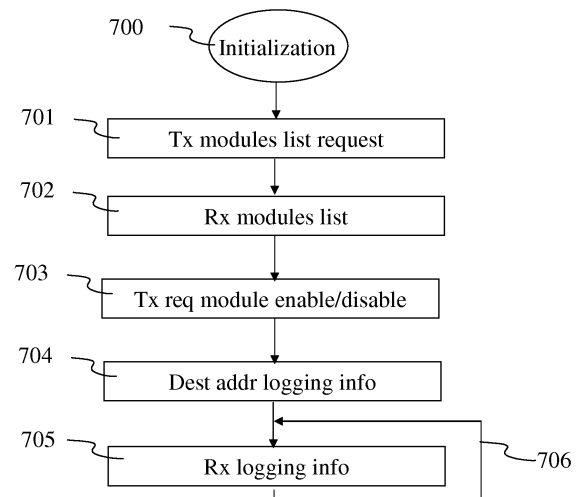 700
Initialization
701
Tx modules list request
702
Rx modules list
703
Tx req module enable/disable
704
Dest addr logging info
705
Rx logging info
706